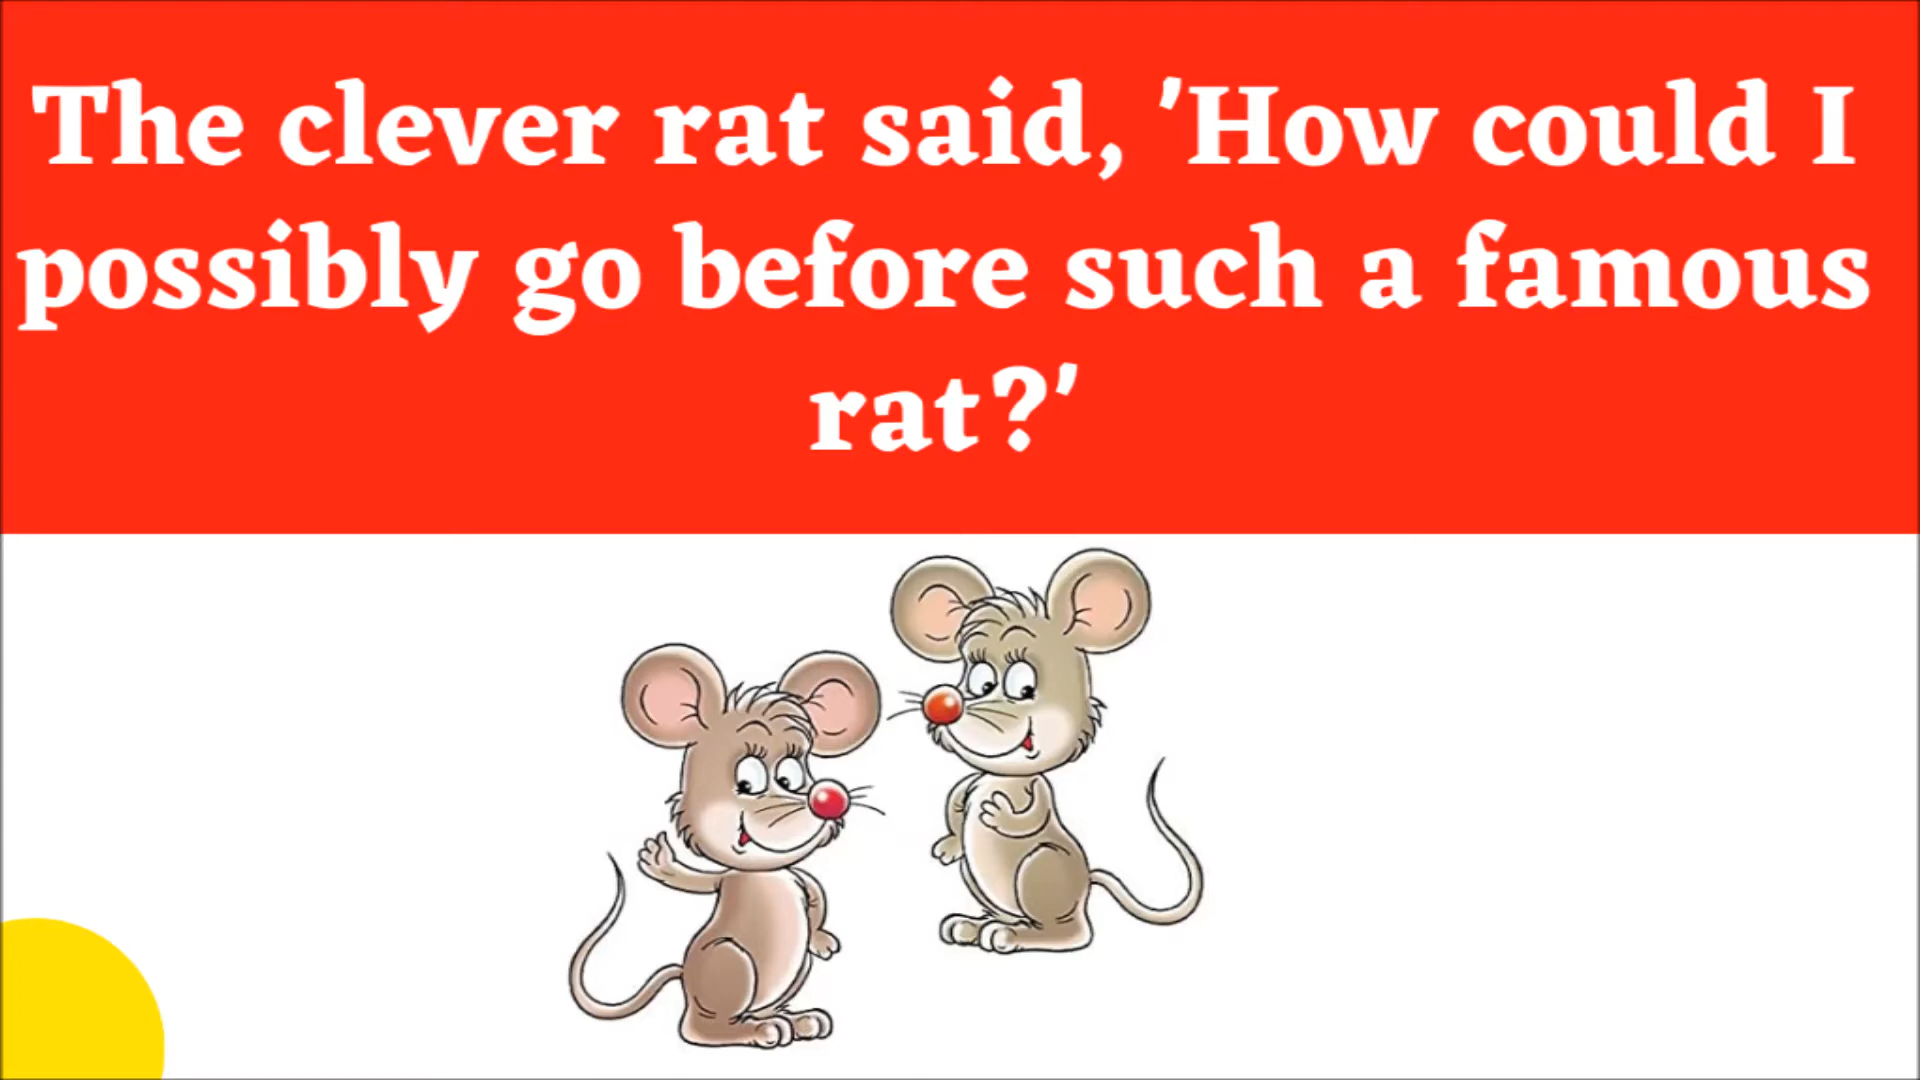 The clever rat said, 'How could I
possibly go before such a famous
rat?'